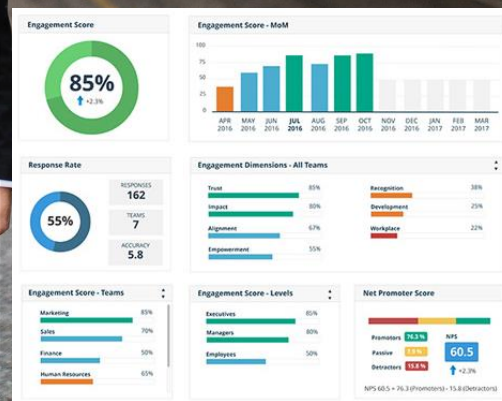 Engagement Score
85%
+2.3%
Engagement Score - MoM
100
75
50
25
0
APR 2016 MAY 2016 JUN 2016 JUL 2016 AUG 2016 SEP 2016 OCT 2016 NOV 2016 DEC 2016 JAN 2017 FEB 2017 MAR 2017
Response Rate
55%
RESPONSES
162
TEAMS
7
ACCURACY
5.8
Engagement Dimensions - All Teams
Trust 85%
Impact 80%
Alignment 67%
Empowerment 55%
Recognition 38%
Development 25%
Workplace 22%
Engagement Score - Teams
Marketing 85%
Sales 70%
Finance 50%
Human Resources 65%
Engagement Score - Levels
Executives 85%
Managers 80%
Employees 50%
Net Promoter Score
Promoters 76.3 %
Passive
Detractors 15.8 %
NPS
60.5
+2.3%
NPS 60.5 = 76.3 (Promoters) - 15.8 (Detractors)